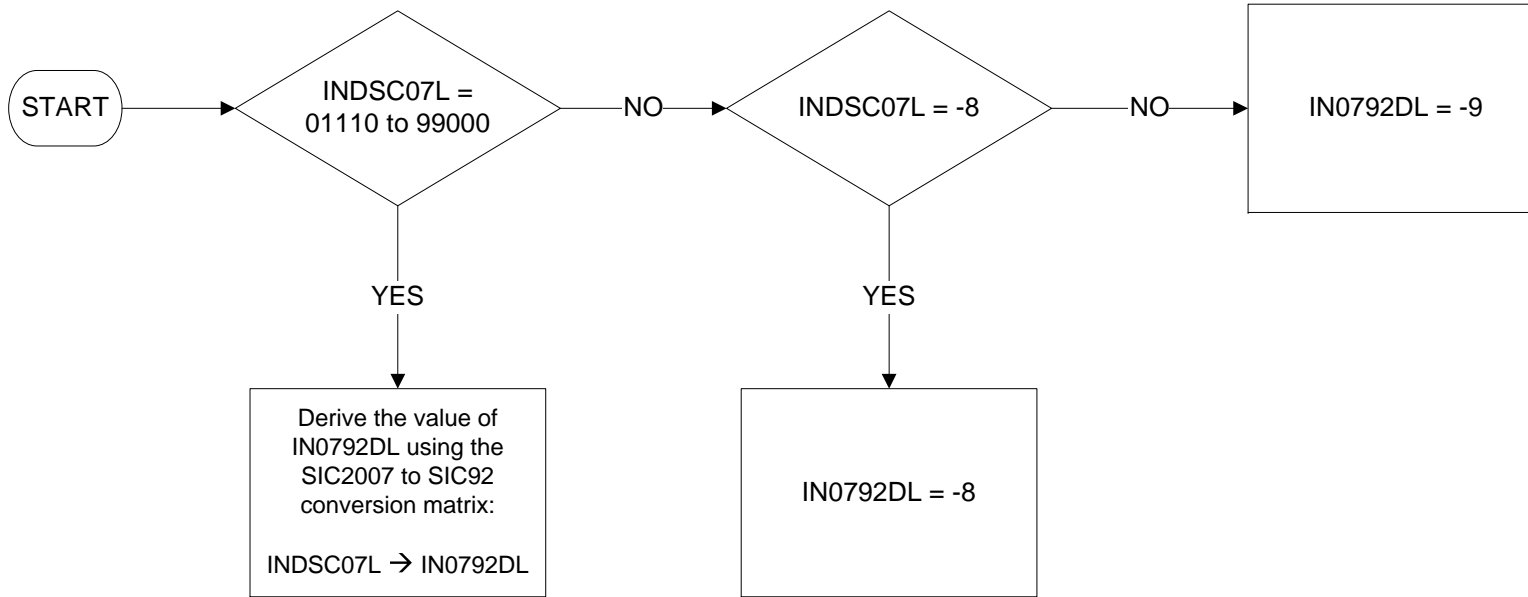 START
INDSC07L =
01110 to 99000
NO
INDSC07L = -8
NO
IN0792DL = -9
YES
YES
Derive the value of
IN0792DL using the
SIC2007 to SIC92
conversion matrix:
INDSC07L → IN0792DL
IN0792DL = -8